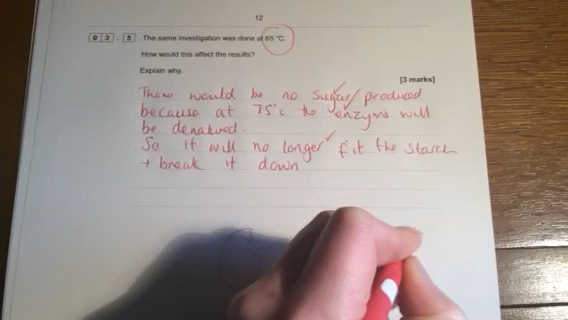 12
0 3 . 5 The same investigation was done at 65 °C.
How would this affect the results?
Explain why.
[3 marks]
There would be no sugar produced
because at 75°c the enzyme will
be denatured.
So it will no longer fit the starch
+ break it down